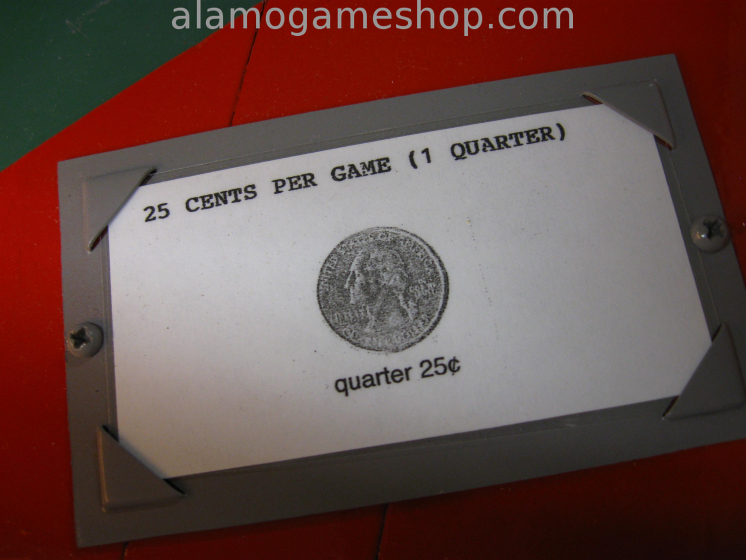 alamogameshop.com
25 CENTS PER GAME (1 QUARTER)
quarter 25¢